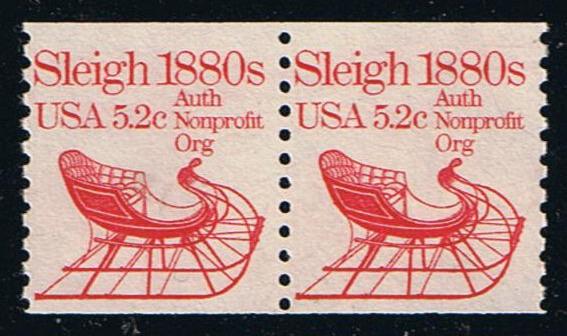 Sleigh 1880s
USA 5.2c
Auth
Nonprofit
Org
Sleigh 1880s
USA 5.2c
Auth
Nonprofit
Org